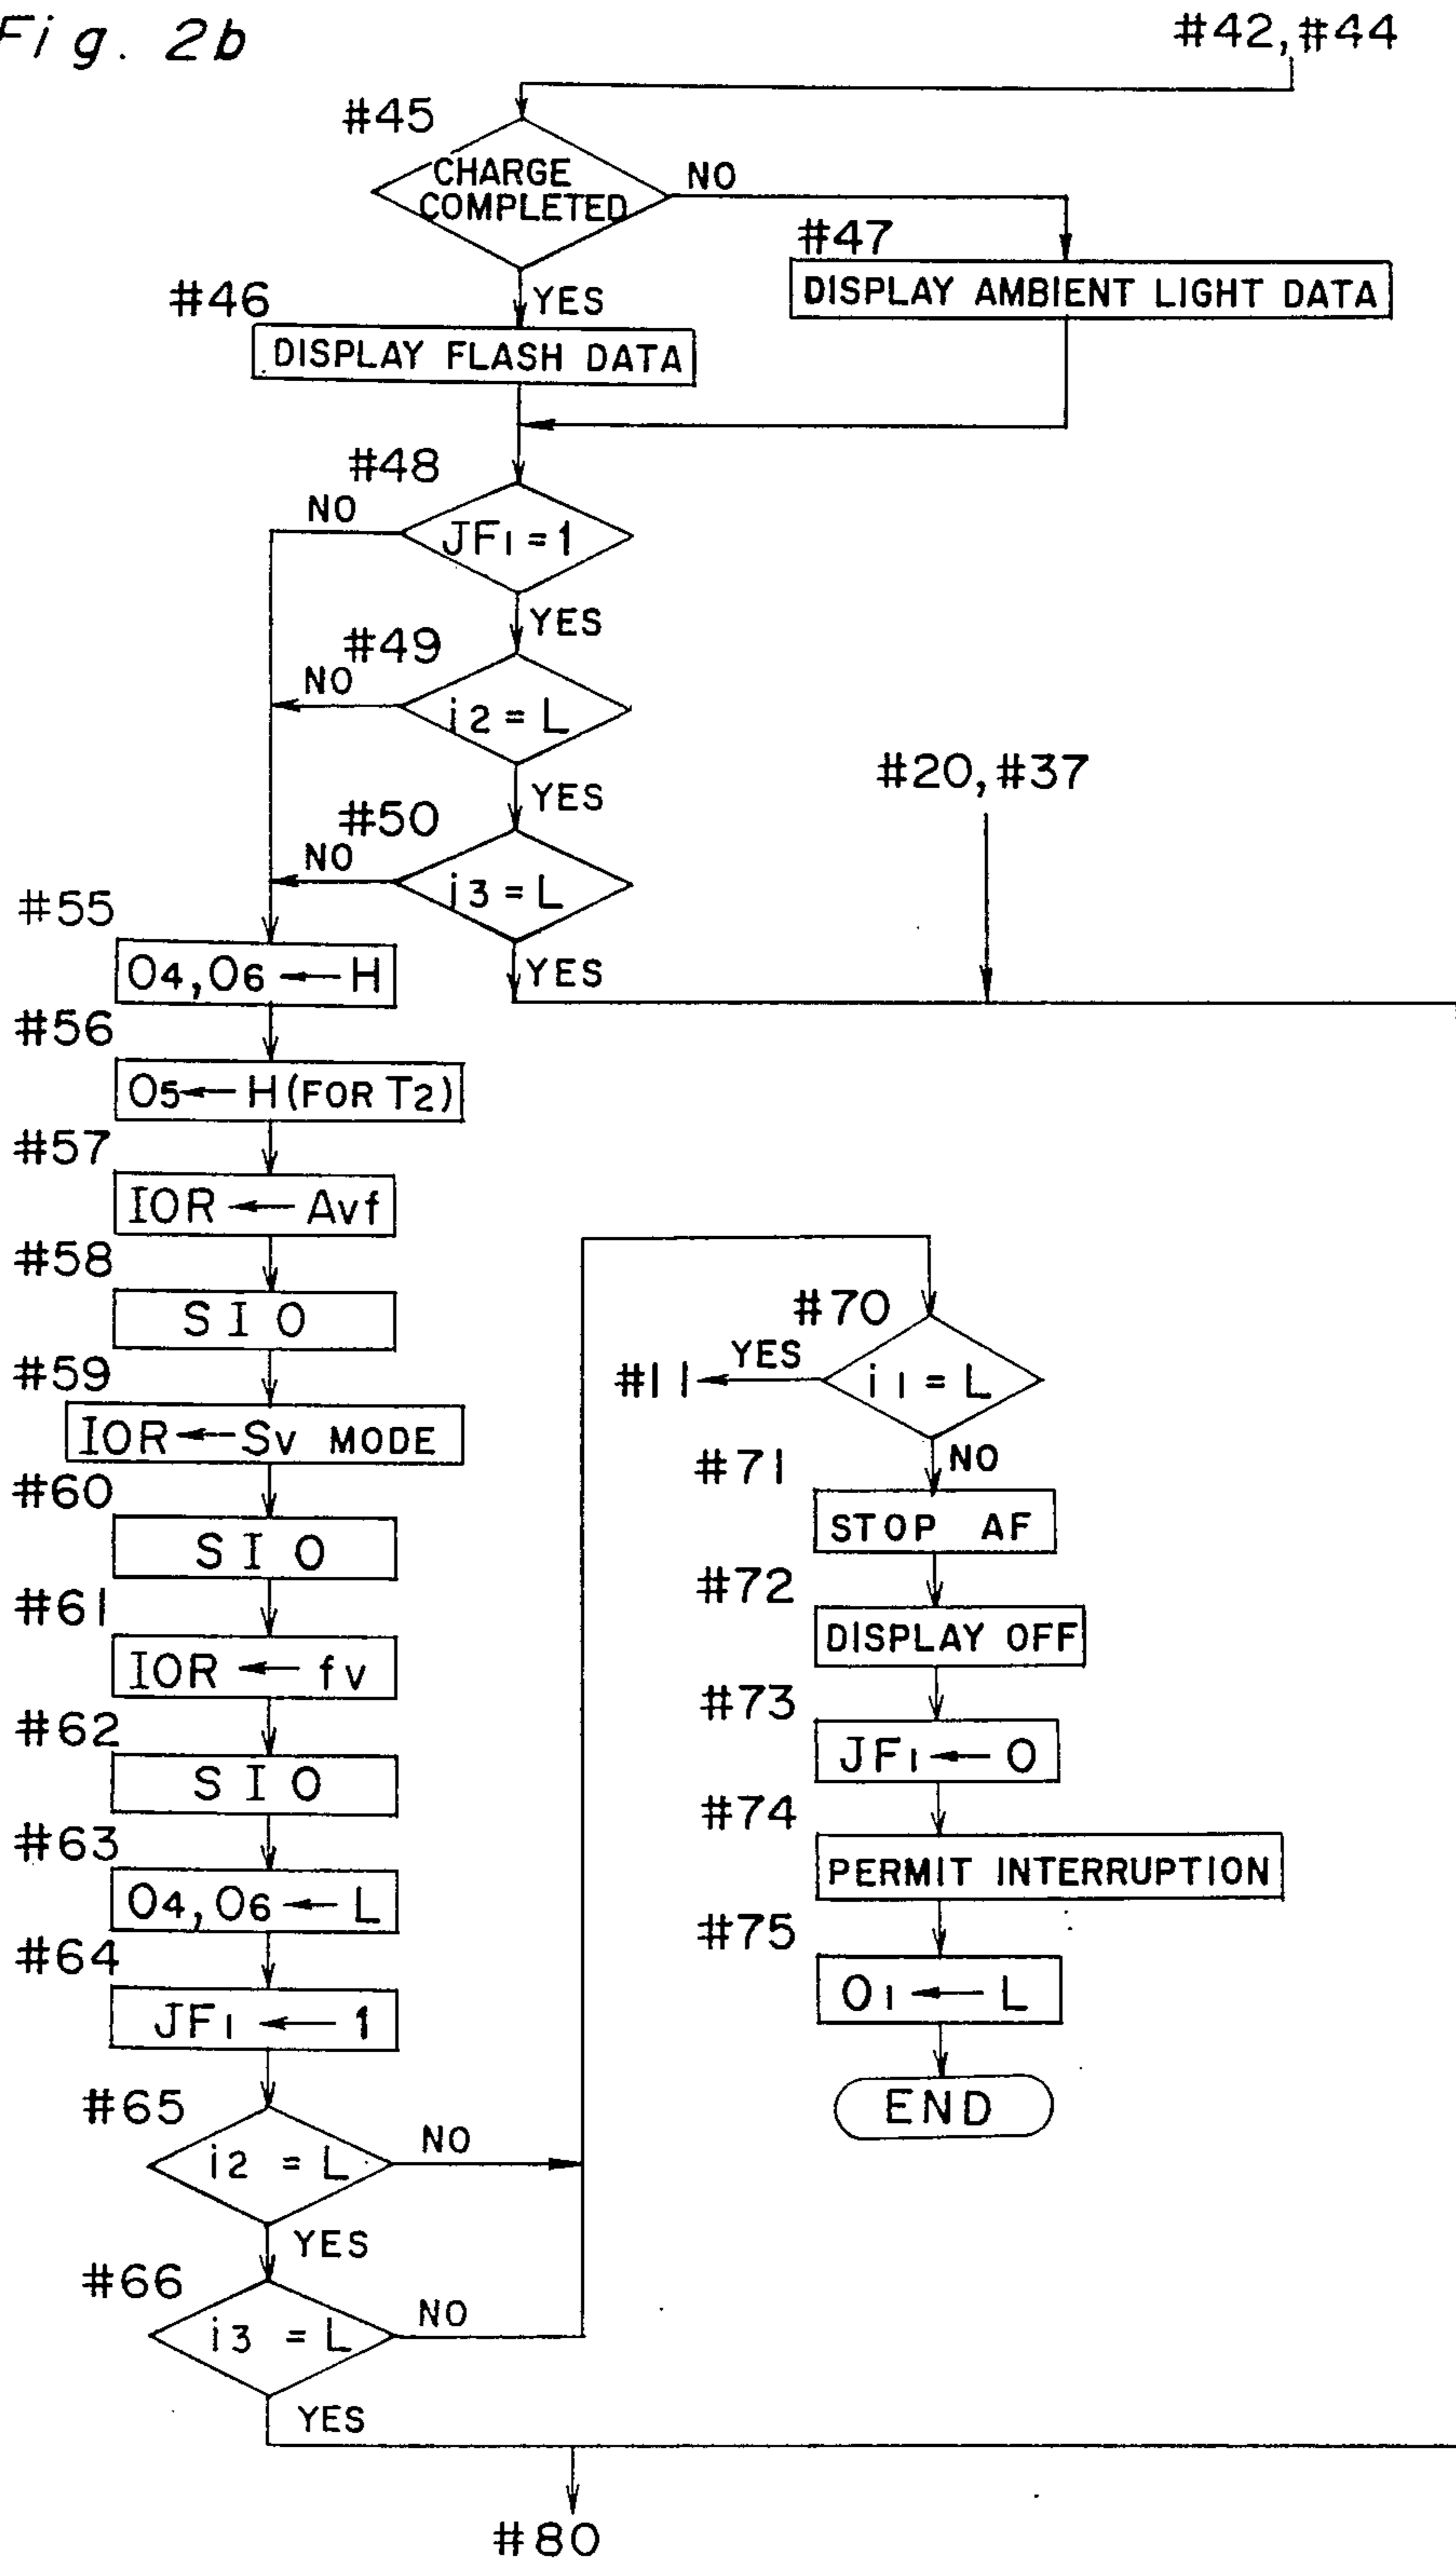 Fig. 2b
#42, #44
#45
CHARGE
COMPLETED
NO
#47
DISPLAY AMBIENT LIGHT DATA
YES
#46
DISPLAY FLASH DATA
#48
NO
JF1 = 1
YES
#49
NO
i2 = L
YES
#50
NO
i3 = L
YES
#20, #37
#55
O4, O6 ← H
#56
O5 ← H (FOR T2)
#57
IOR ← Avf
#58
SIO
#59
IOR ← Sv MODE
#60
SIO
#61
IOR ← fv
#62
SIO
#63
O4, O6 ← L
#64
JF1 ← 1
#65
i2 = L
NO
YES
#66
i3 = L
NO
YES
#80
#70
i1 = L
YES
#11
NO
#71
STOP AF
#72
DISPLAY OFF
#73
JF1 ← 0
#74
PERMIT INTERRUPTION
#75
O1 ← L
END